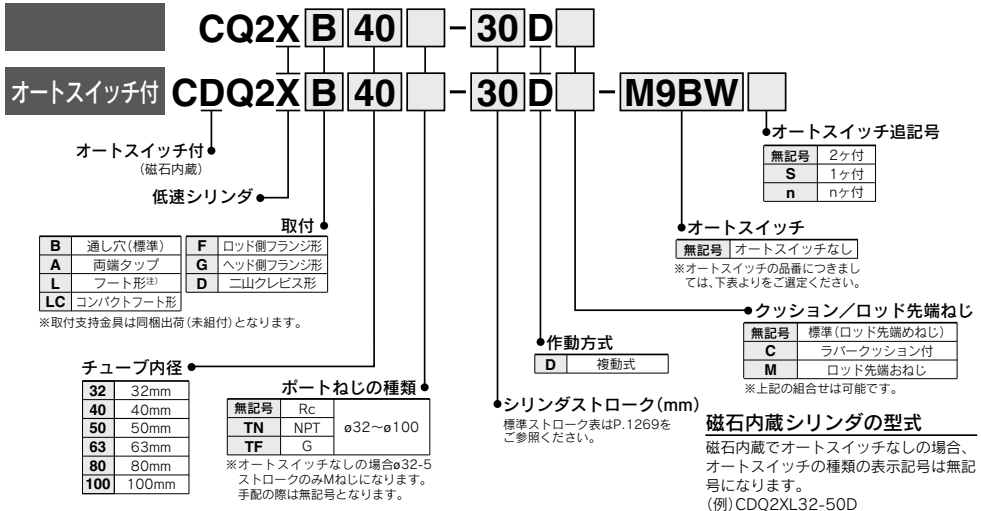 CQ2X B 40 - 30 D
オートスイッチ付 CDQ2X B 40 - 30 D - M9BW
オートスイッチ付
(磁石内蔵)
低速シリンダ
取付
B 通し穴(標準)
A 両端タップ
L フート形注)
LC コンパクトフート形
F ロッド側フランジ形
G ヘッド側フランジ形
D 二山クレビス形
※取付支持金具は同梱出荷(未組付)となります。
チューブ内径
32 32mm
40 40mm
50 50mm
63 63mm
80 80mm
100 100mm
ポートねじの種類
無記号 Rc
TN NPT ø32~ø100
TF G
※オートスイッチなしの場合ø32-5
ストロークのみMねじになります。
手配の際は無記号となります。
シリンダストローク(mm)
標準ストローク表はP.1269を
ご参照ください。
作動方式
D 複動式
クッション/ロッド先端ねじ
無記号 標準(ロッド先端めねじ)
C ラバークッション付
M ロッド先端おねじ
※上記の組合せは可能です。
オートスイッチ
無記号 オートスイッチなし
※オートスイッチの品番につきまし
ては、下表よりをご選定ください。
オートスイッチ追記号
無記号 2ヶ付
S 1ヶ付
n nヶ付
磁石内蔵シリンダの型式
磁石内蔵でオートスイッチなしの場合、
オートスイッチの種類の表示記号は無記
号になります。
(例)CDQ2XL32-50D